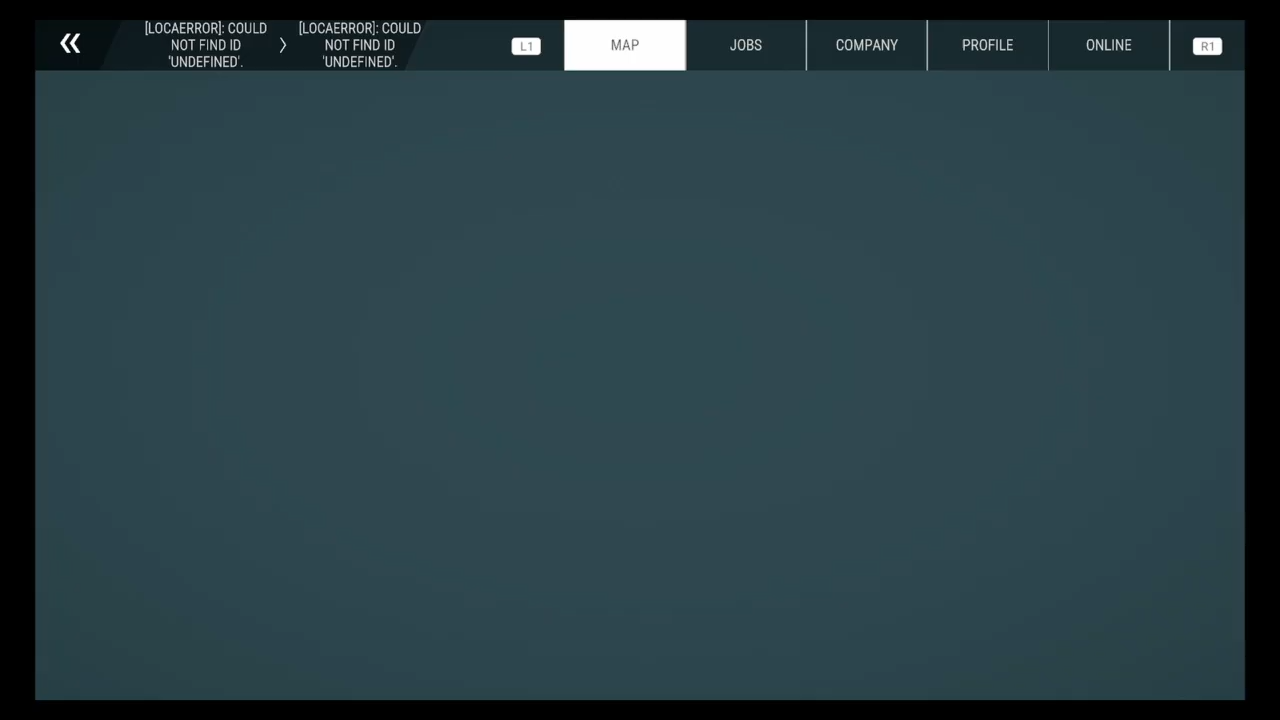 [LOCAERROR]: COULD
NOT FIND ID
'UNDEFINED'.
[LOCAERROR]: COULD
NOT FIND ID
'UNDEFINED'.
L1
MAP
JOBS
COMPANY
PROFILE
ONLINE
R1